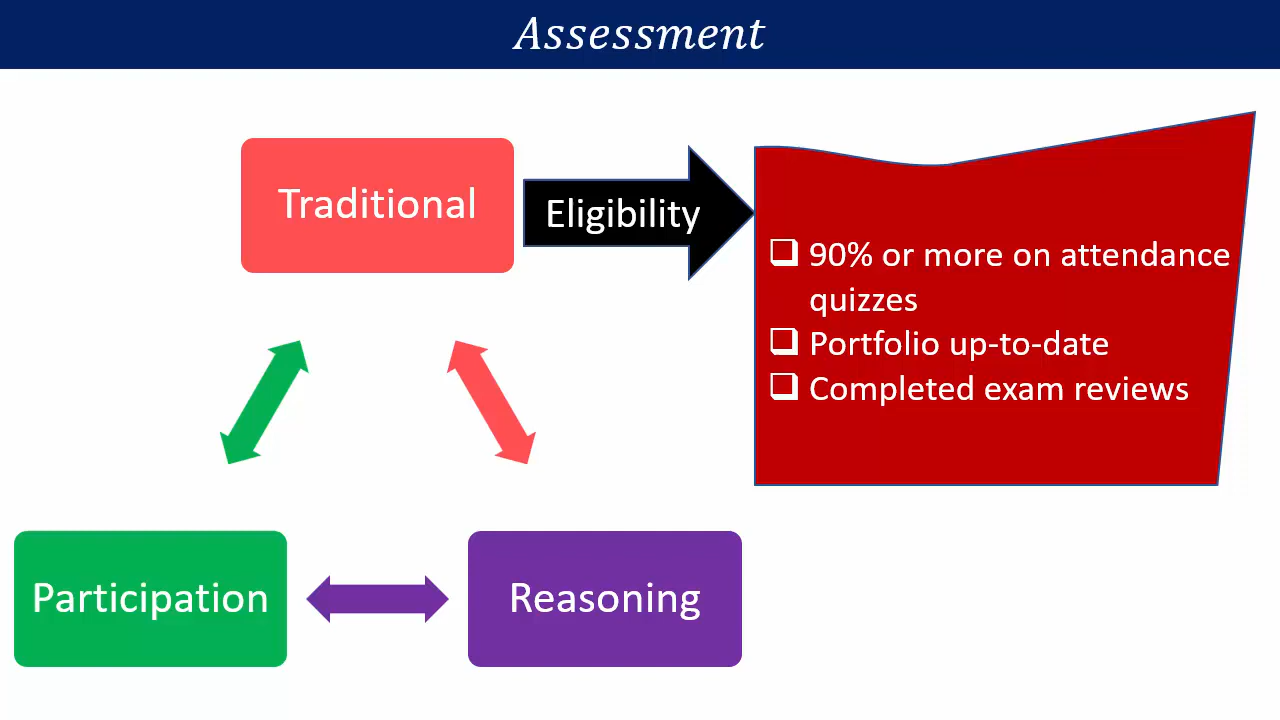 Assessment
Traditional
Eligibility
90% or more on attendance
quizzes
Portfolio up-to-date
Completed exam reviews
Participation
Reasoning